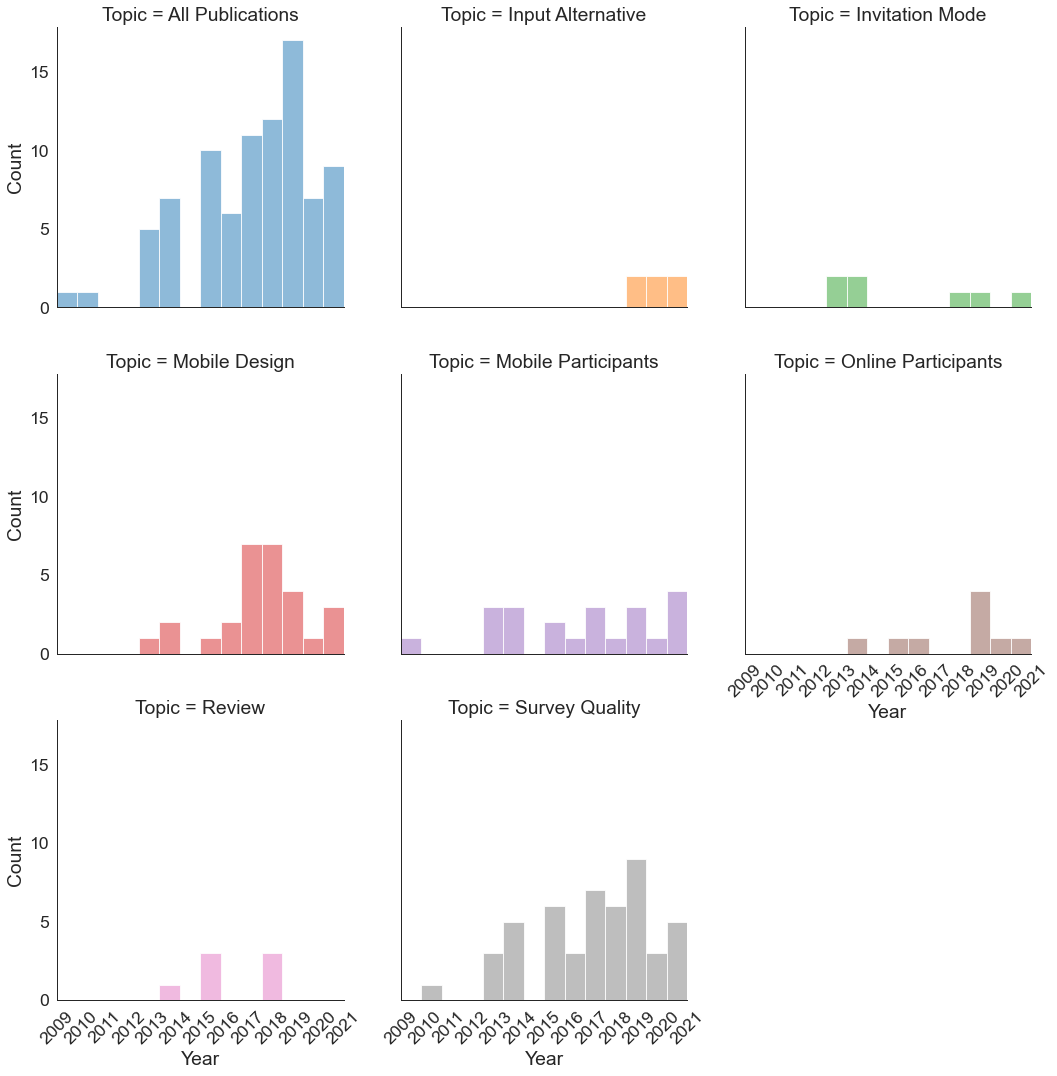 Topic = All Publications
Topic = Input Alternative
Topic = Invitation Mode
15
10
5
0
Count
Topic = Mobile Design
Topic = Mobile Participants
Topic = Online Participants
15
10
5
0
Count
2009 2010 2011 2012 2013 2014 2015 2016 2017 2018 2019 2020 2021
Year
Topic = Review
Topic = Survey Quality
15
10
5
0
Count
2009 2010 2011 2012 2013 2014 2015 2016 2017 2018 2019 2020 2021
Year
2009 2010 2011 2012 2013 2014 2015 2016 2017 2018 2019 2020 2021
Year